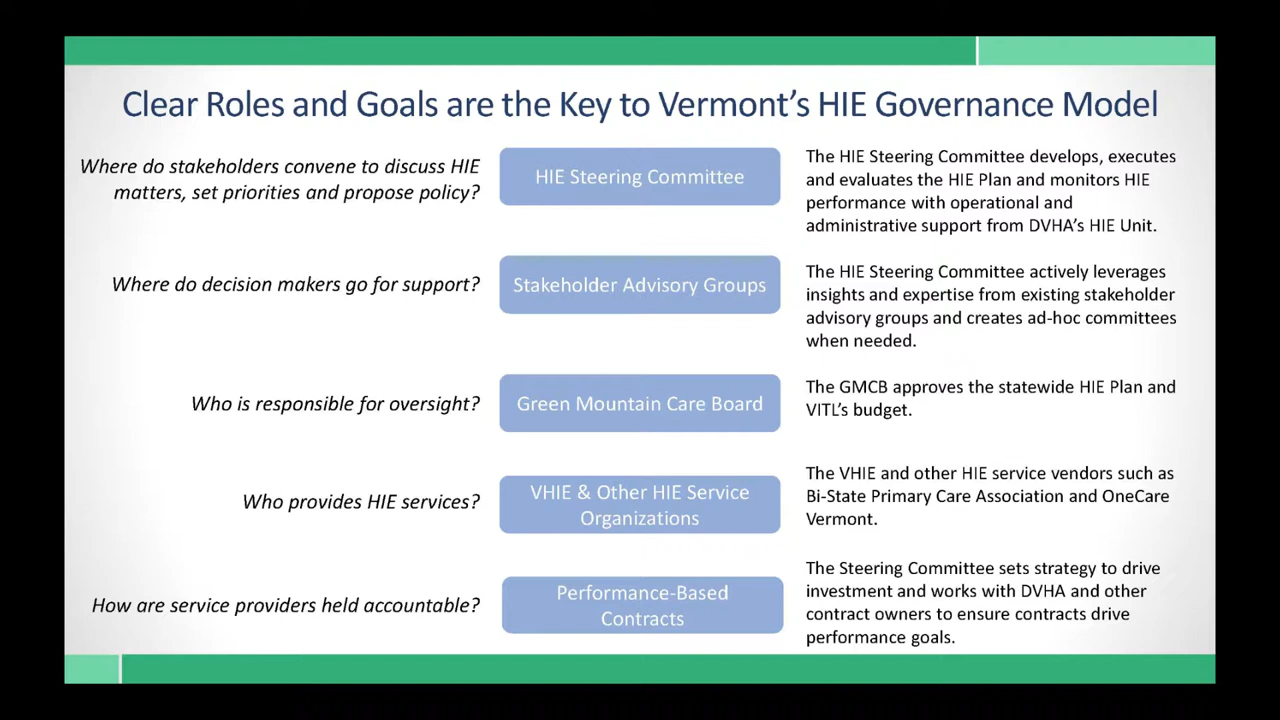 Clear Roles and Goals are the Key to Vermont's HIE Governance Model
Where do stakeholders convene to discuss HIE
matters, set priorities and propose policy?
HIE Steering Committee
The HIE Steering Committee develops, executes
and evaluates the HIE Plan and monitors HIE
performance with operational and
administrative support from DVHA's HIE Unit.
Where do decision makers go for support?
Stakeholder Advisory Groups
The HIE Steering Committee actively leverages
insights and expertise from existing stakeholder
advisory groups and creates ad-hoc committees
when needed.
Who is responsible for oversight?
Green Mountain Care Board
The GMCB approves the statewide HIE Plan and
VITL's budget.
Who provides HIE services?
VHIE & Other HIE Service
Organizations
The VHIE and other HIE service vendors such as
Bi-State Primary Care Association and OneCare
Vermont.
How are service providers held accountable?
Performance-Based
Contracts
The Steering Committee sets strategy to drive
investment and works with DVHA and other
contract owners to ensure contracts drive
performance goals.